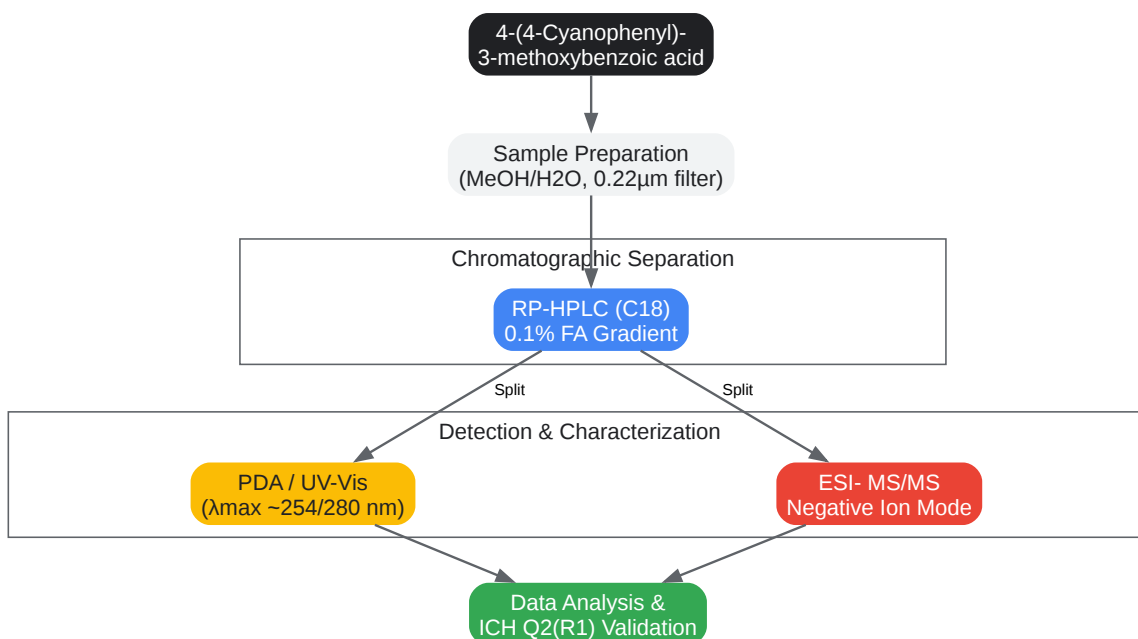 4-(4-Cyanophenyl)-
3-methoxybenzoic acid
Sample Preparation
(MeOH/H2O, 0.22µm filter)
Chromatographic Separation
RP-HPLC (C18)
0.1% FA Gradient
Split
Split
Detection & Characterization
PDA / UV-Vis
(λmax ~254/280 nm)
ESI- MS/MS
Negative Ion Mode
Data Analysis &
ICH Q2(R1) Validation